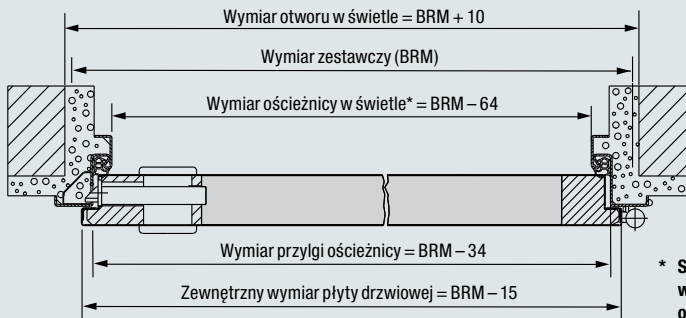 Wymiar otworu w świetle = BRM + 10
Wymiar zestawczy (BRM)
Wymiar ościeżnicy w świetle* = BRM – 64
Wymiar przylgi ościeżnicy = BRM – 34
Zewnętrzny wymiar płyty drzwiowej = BRM – 15
* S
w
o